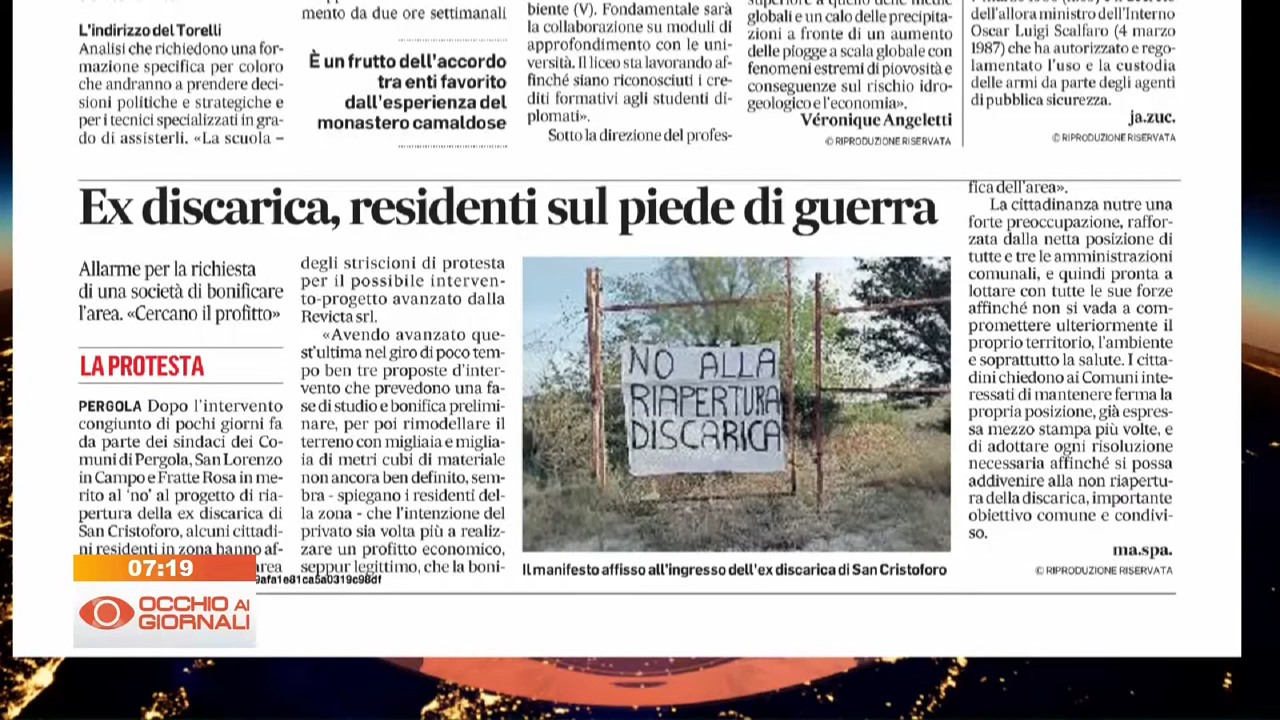 L'indirizzo del Torelli
Analisi che richiedono una for-
mazione specifica per coloro
che andranno a prendere deci-
sioni politiche e strategiche e
per i tecnici specializzati in gra-
do di assisterli. «La scuola –
mento da due ore settimanali
È un frutto dell'accordo
tra enti favorito
dall'esperienza del
monastero camaldose
biente (V). Fondamentale sarà
la collaborazione su moduli di
approfondimento con le uni-
versità. Il liceo sta lavorando af-
finché siano riconosciuti i cre-
diti formativi agli studenti di-
plomati».
Sotto la direzione del profes-
globali e un calo delle precipita-
zioni a fronte di un aumento
delle piogge a scala globale con
fenomeni estremi di piovosità e
conseguenze sul rischio idro-
geologico e l'economia».
Véronique Angeletti
© RIPRODUZIONE RISERVATA
dell'allora ministro dell'Interno
Oscar Luigi Scalfaro (4 marzo
1987) che ha autorizzato e rego-
lamentato l'uso e la custodia
delle armi da parte degli agenti
di pubblica sicurezza.
ja.zuc.
© RIPRODUZIONE RISERVATA
Ex discarica, residenti sul piede di guerra
Allarme per la richiesta
di una società di bonificare
l'area. «Cercano il profitto»
LA PROTESTA
PERGOLA Dopo l'intervento
congiunto di pochi giorni fa
da parte dei sindaci dei Co-
muni di Pergola, San Lorenzo
in Campo e Fratte Rosa in me-
rito al 'no' al progetto di ria-
pertura della ex discarica di
San Cristoforo, alcuni cittadi-
ni residenti in zona hanno af-
area
degli striscioni di protesta
per il possibile interven-
to-progetto avanzato dalla
Revicta srl.
«Avendo avanzato que-
st'ultima nel giro di poco tem-
po ben tre proposte d'inter-
vento che prevedono una fa-
se di studio e bonifica prelimi-
nare, per poi rimodellare il
terreno con migliaia e miglia-
ia di metri cubi di materiale
non ancora ben definito, sem-
bra - spiegano i residenti del-
la zona - che l'intenzione del
privato sia volta più a realiz-
zare un profitto economico,
seppur legittimo, che la boni-
NO ALLA
RIAPERTURA
DISCARICA
Il manifesto affisso all'ingresso dell'ex discarica di San Cristoforo
fica dell'area».
La cittadinanza nutre una
forte preoccupazione, raffor-
zata dalla netta posizione di
tutte e tre le amministrazioni
comunali, e quindi pronta a
lottare con tutte le sue forze
affinché non si vada a com-
promettere ulteriormente il
proprio territorio, l'ambiente
e soprattutto la salute. I citta-
dini chiedono ai Comuni inte-
ressati di mantenere ferma la
propria posizione, già espres-
sa mezzo stampa più volte, e
di adottare ogni risoluzione
necessaria affinché si possa
addivenire alla non riapertu-
ra della discarica, importante
obiettivo comune e condivi-
so.
ma.spa.
© RIPRODUZIONE RISERVATA
07:19
OCCHIO AI
GIORNALI